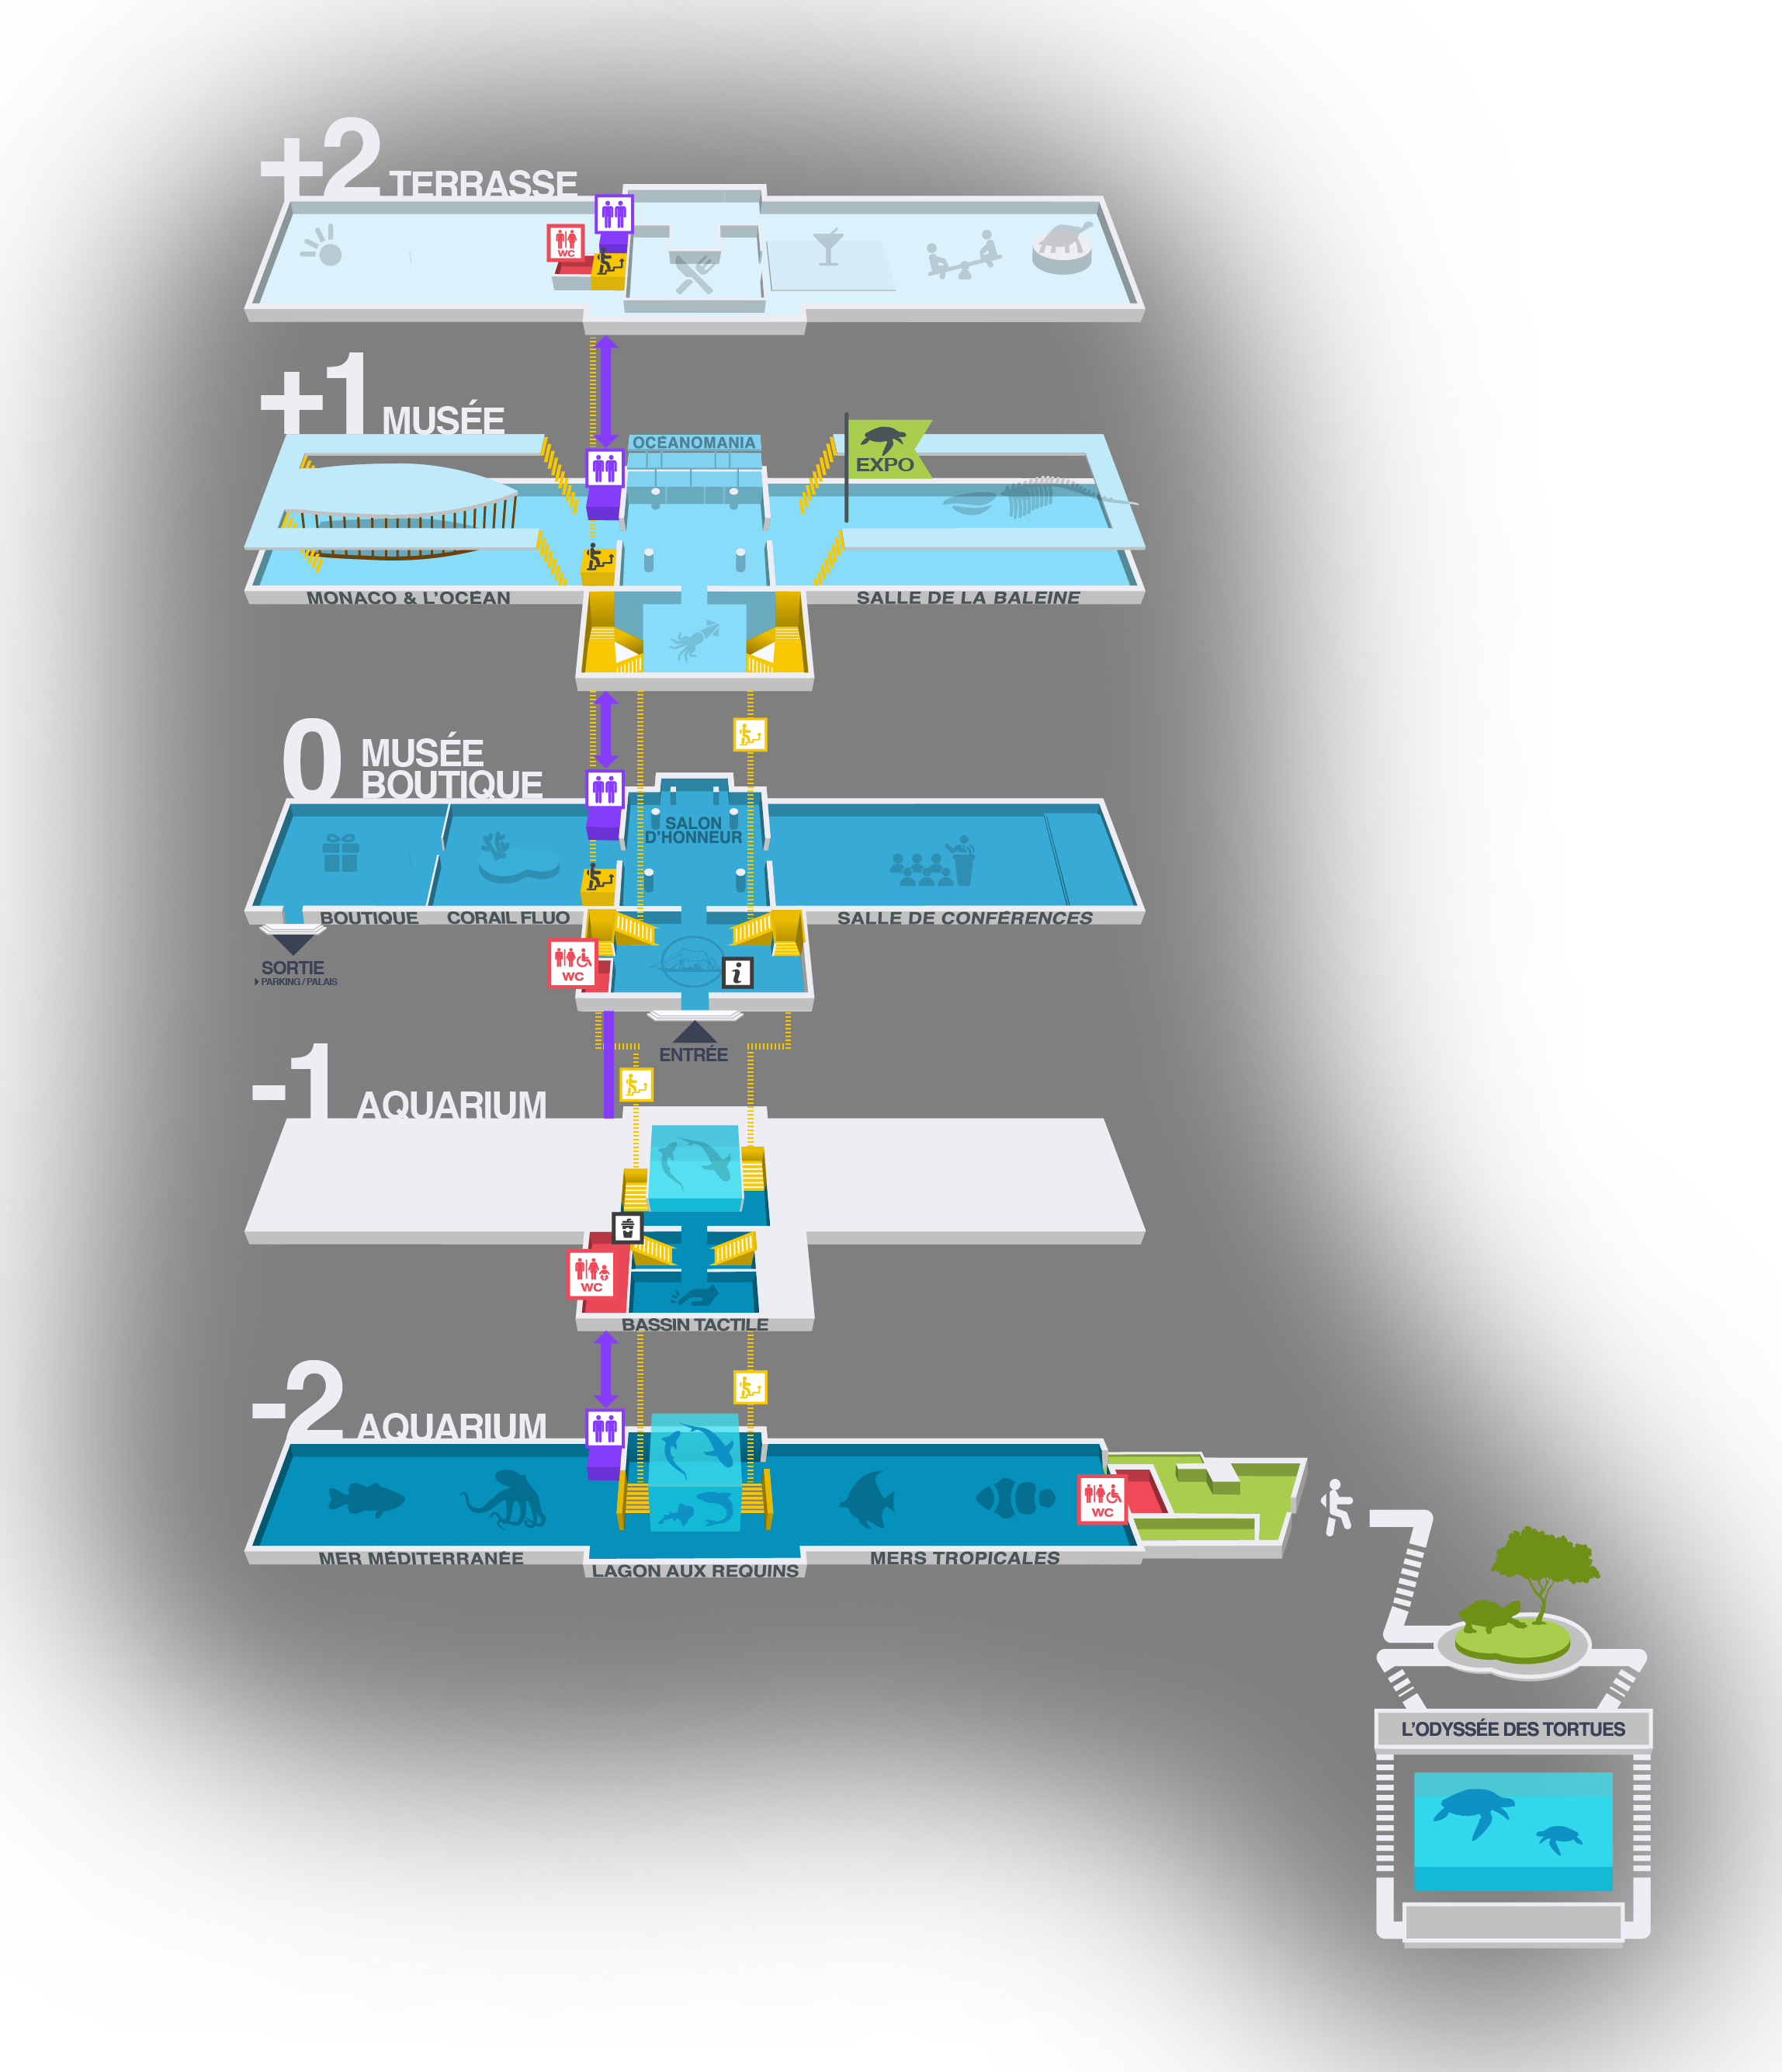 +2 TERRASSE
WC
+1 MUSÉE
OCÉANOMANIA
EXPO
MONACO & L'OCÉAN
SALLE DE LA BALEINE
0 MUSÉE
BOUTIQUE
SALON
D'HONNEUR
BOUTIQUE
CORAIL FLUO
SALLE DE CONFÉRENCES
WC
i
SORTIE
PARKING / PALAIS
ENTRÉE
-1 AQUARIUM
WC
BASSIN TACTILE
-2 AQUARIUM
WC
MER MÉDITERRANÉE
LAGON AUX REQUINS
MERS TROPICALES
L'ODYSSÉE DES TORTUES